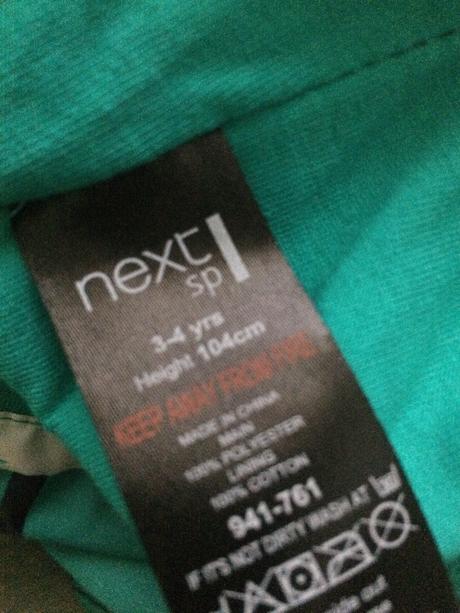 next
sp
3-4 yrs
Height 104cm
KEEP AWAY FROM FIRE
MADE IN CHINA
MAIN
100% POLYESTER
LINING
100% COTTON
941-761
IF IT'S NOT DIRTY WASH AT
out